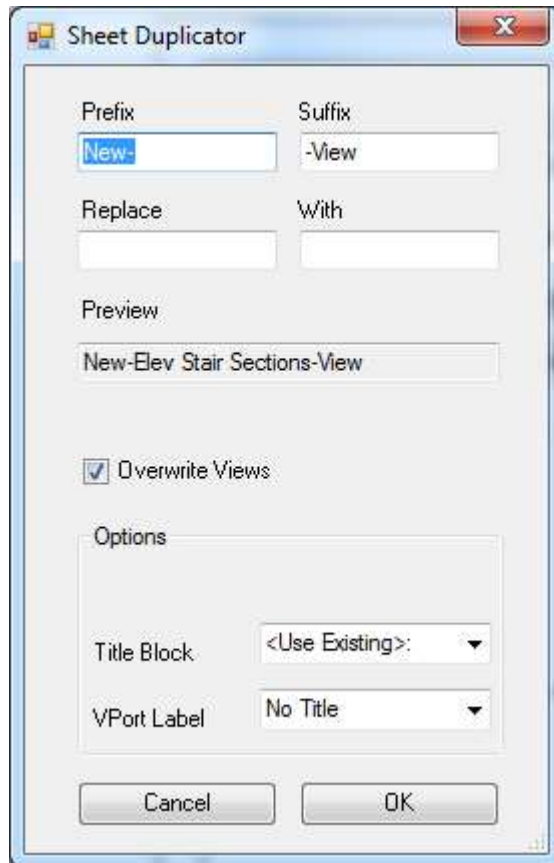 Sheet Duplicator
Prefix Suffix
New- -View
Replace With
Preview
New-Elev Stair Sections-View
Overwrite Views
Options
Title Block <Use Existing>:
VPort Label No Title
Cancel OK